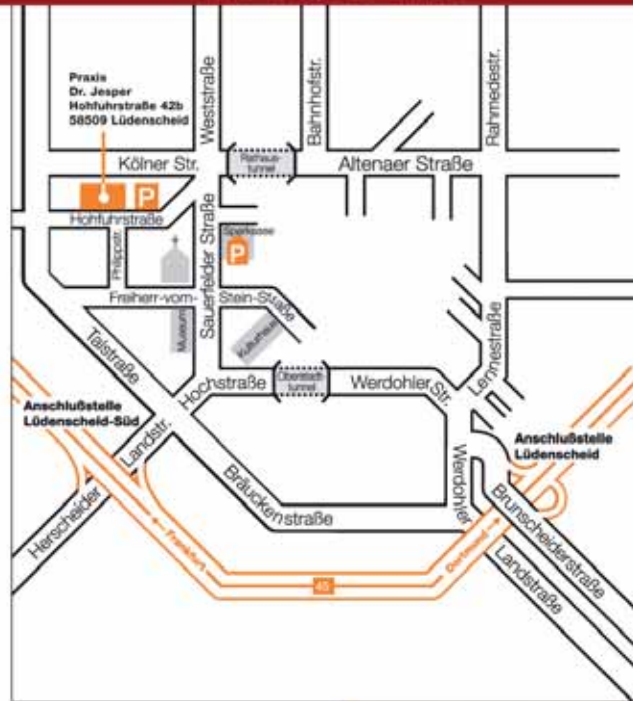 Praxis
Dr. Jesper
Hohfuhrstraße 42b
58509 Lüdenscheid
Weststraße
Bahnhofstr.
Rahmedestr.
Kölner Str.
Rathaus-
tunnel
Altenaer Straße
P
Hohfuhrstraße
Philippstr.
Sauerfelder Straße
Sparkasse
P
Freiherr-vom-Stein-Straße
Museum
Kulturhaus
Talstraße
Hochstraße
Oberstadt-
tunnel
Werdohler Str.
Lennestraße
Anschlußstelle
Lüdenscheid-Süd
Herscheider Landstr.
Bräuckenstraße
Werdohler Landstraße
Anschlußstelle
Lüdenscheid
Brunscheiderstraße
Frankfurt
45
Dortmund